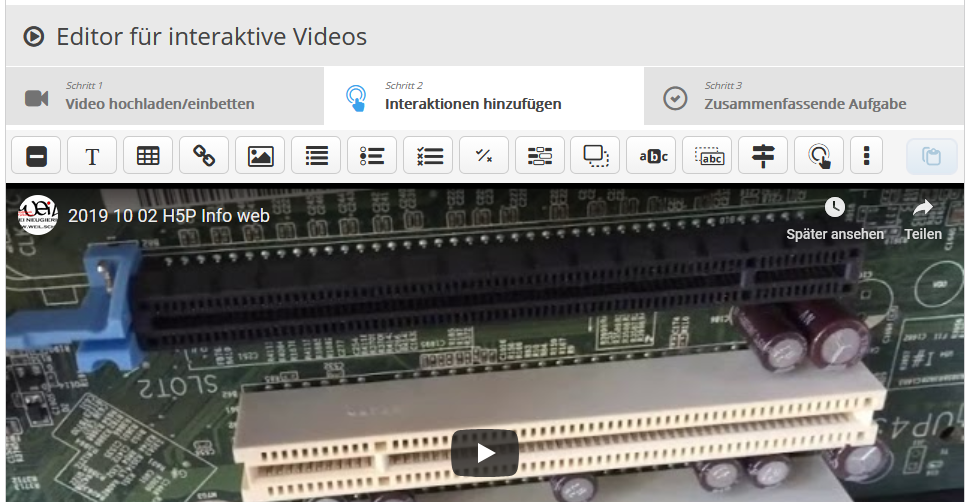 Editor für interaktive Videos
Schritt 1
Video hochladen/einbetten
Schritt 2
Interaktionen hinzufügen
Schritt 3
Zusammenfassende Aufgabe
T
abc
abc
2019 10 02 H5P Info web
Später ansehen
Teilen
SLOT2